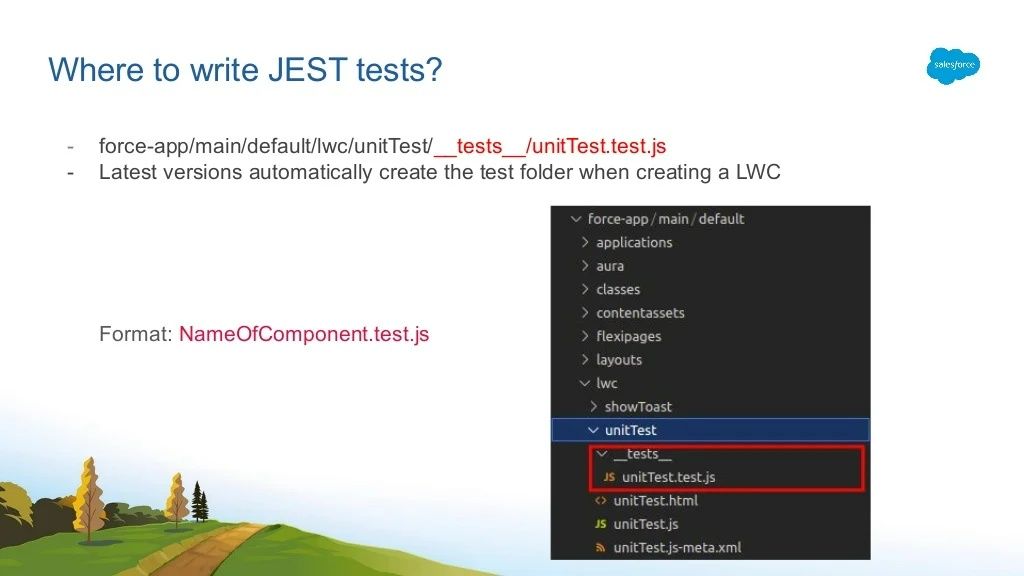 Where to write JEST tests?
salesforce
- force-app/main/default/lwc/unitTest/__tests__/unitTest.test.js
- Latest versions automatically create the test folder when creating a LWC
Format: NameOfComponent.test.js
force-app / main / default
applications
aura
classes
contentassets
flexipages
layouts
lwc
showToast
unitTest
__tests__
JS unitTest.test.js
<> unitTest.html
JS unitTest.js
unitTest.js-meta.xml